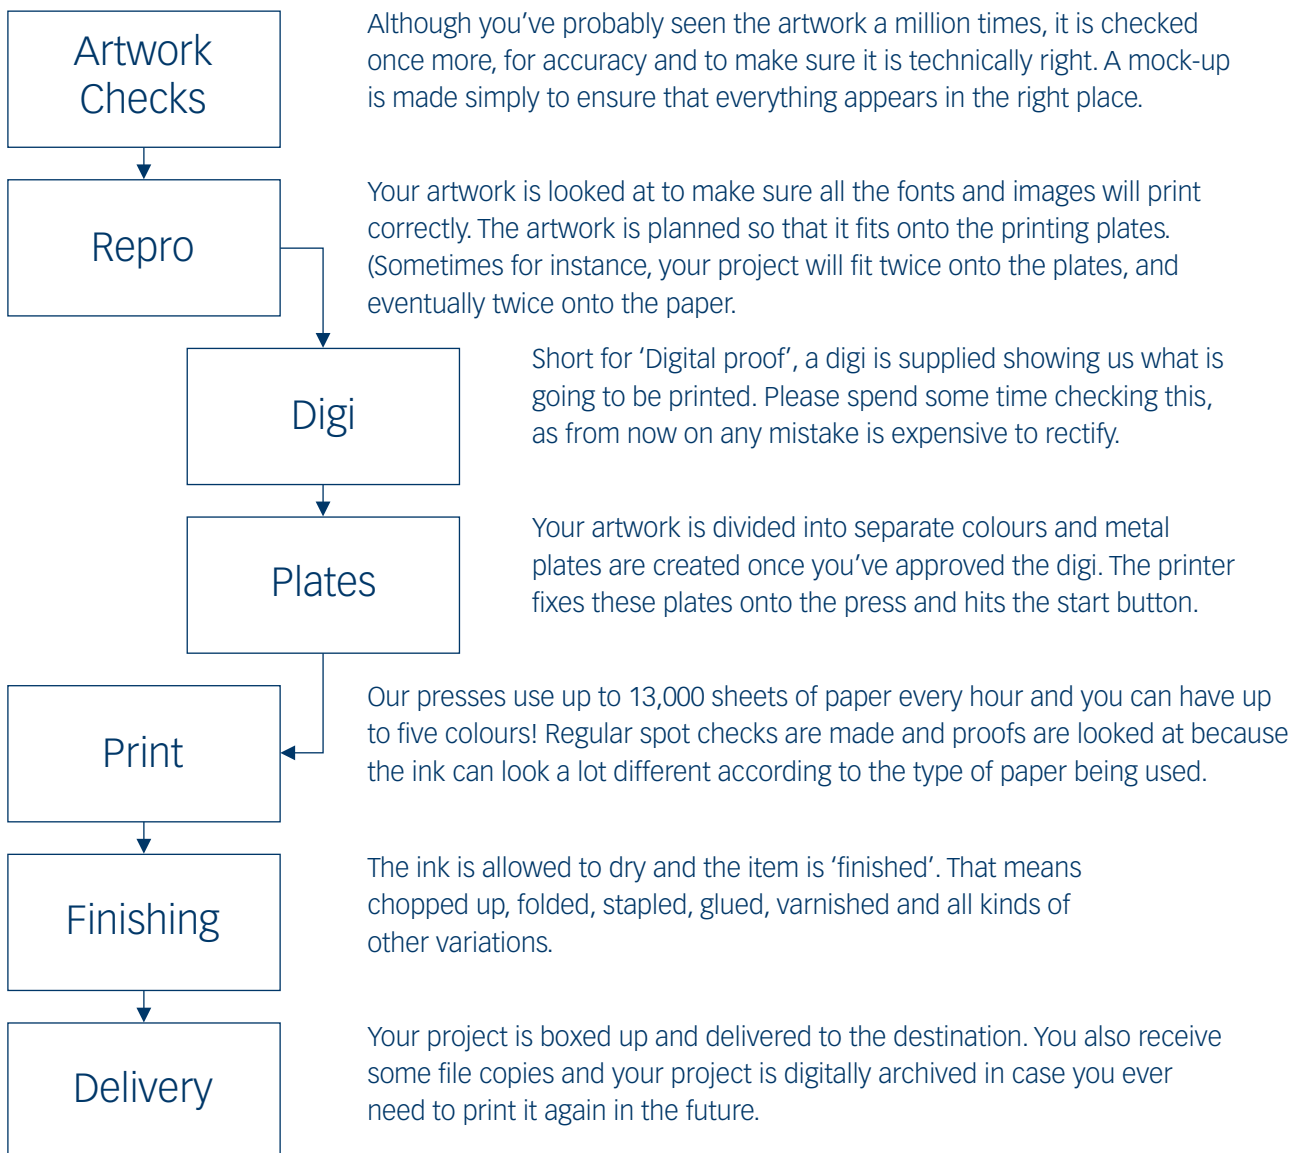 Artwork
Checks
Although you’ve probably seen the artwork a million times, it is checked
once more, for accuracy and to make sure it is technically right. A mock-up
is made simply to ensure that everything appears in the right place.
Repro
Your artwork is looked at to make sure all the fonts and images will print
correctly. The artwork is planned so that it fits onto the printing plates.
(Sometimes for instance, your project will fit twice onto the plates, and
eventually twice onto the paper.
Digi
Short for ‘Digital proof’, a digi is supplied showing us what is
going to be printed. Please spend some time checking this,
as from now on any mistake is expensive to rectify.
Plates
Your artwork is divided into separate colours and metal
plates are created once you’ve approved the digi. The printer
fixes these plates onto the press and hits the start button.
Print
Our presses use up to 13,000 sheets of paper every hour and you can have up
to five colours! Regular spot checks are made and proofs are looked at because
the ink can look a lot different according to the type of paper being used.
Finishing
The ink is allowed to dry and the item is ‘finished’. That means
chopped up, folded, stapled, glued, varnished and all kinds of
other variations.
Delivery
Your project is boxed up and delivered to the destination. You also receive
some file copies and your project is digitally archived in case you ever
need to print it again in the future.